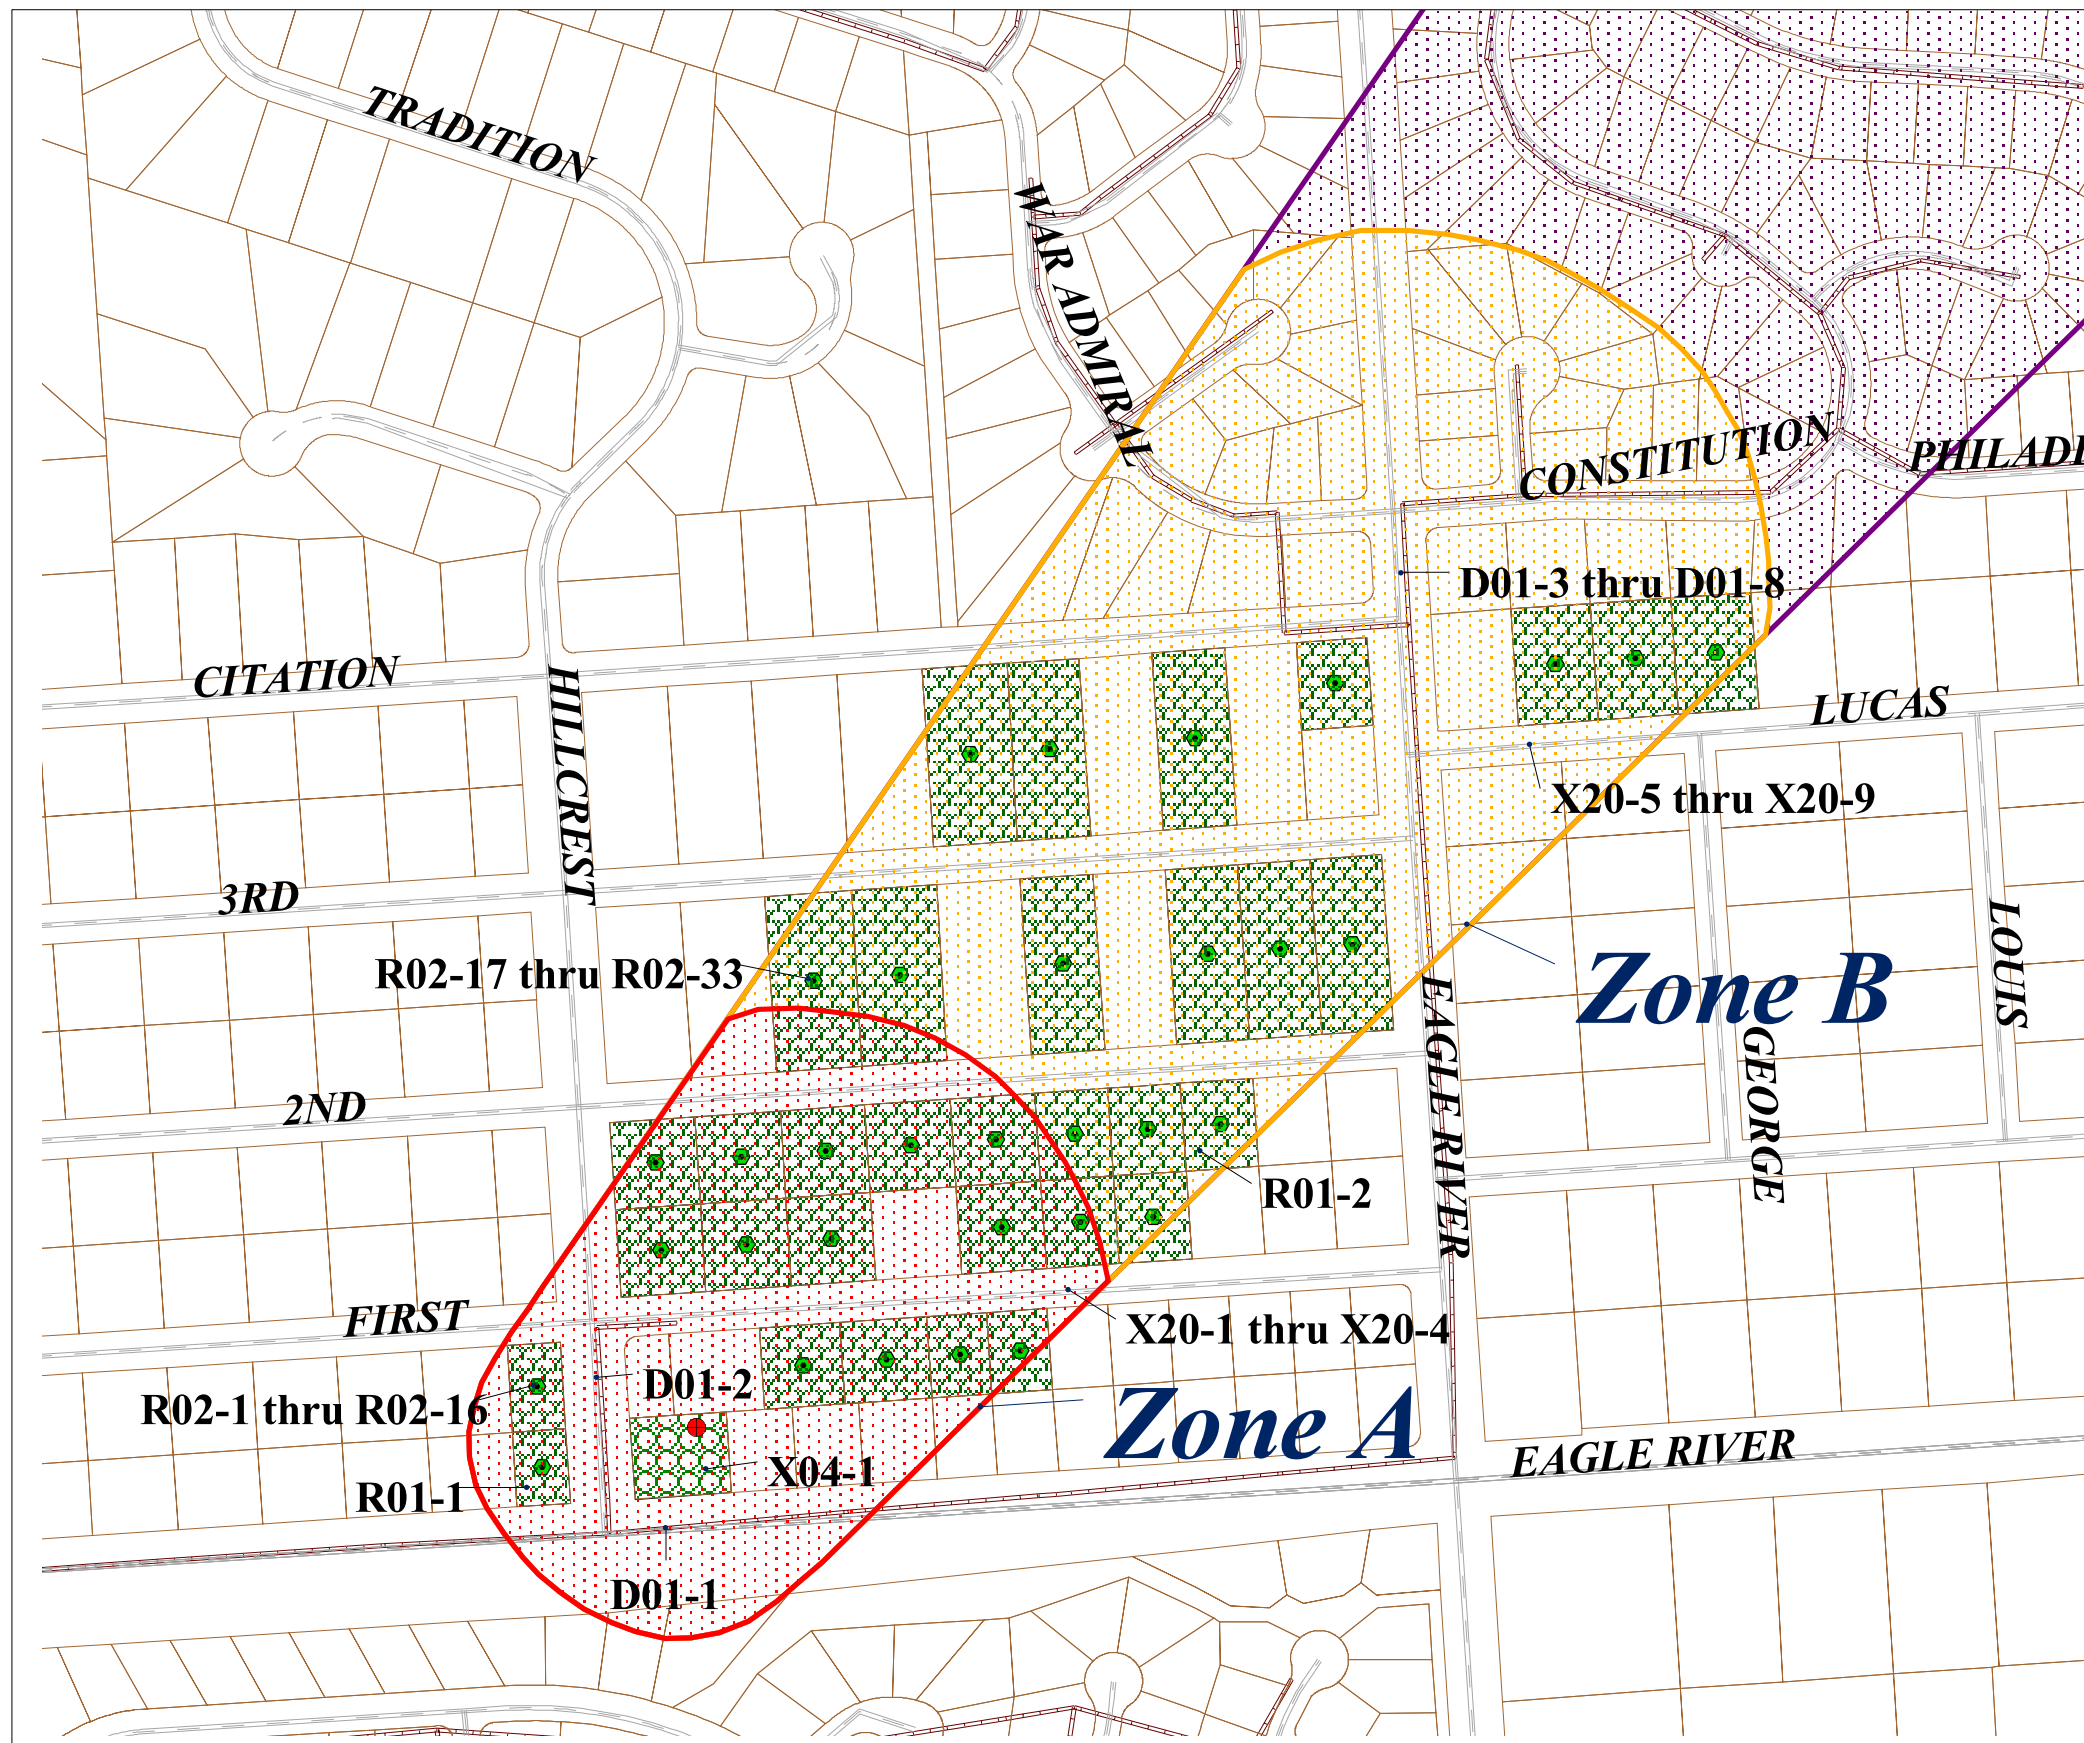 TRADITION
WAR ADMIRAL
CONSTITUTION
PHILADE
D01-3 thru D01-8
CITATION
HILLCREST
LUCAS
X20-5 thru X20-9
3RD
LOUIS
R02-17 thru R02-33
Zone B
EAGLE RIVER
GEORGE
2ND
R01-2
FIRST
X20-1 thru X20-4
D01-2
R02-1 thru R02-16
Zone A
EAGLE RIVER
X04-1
R01-1
D01-1